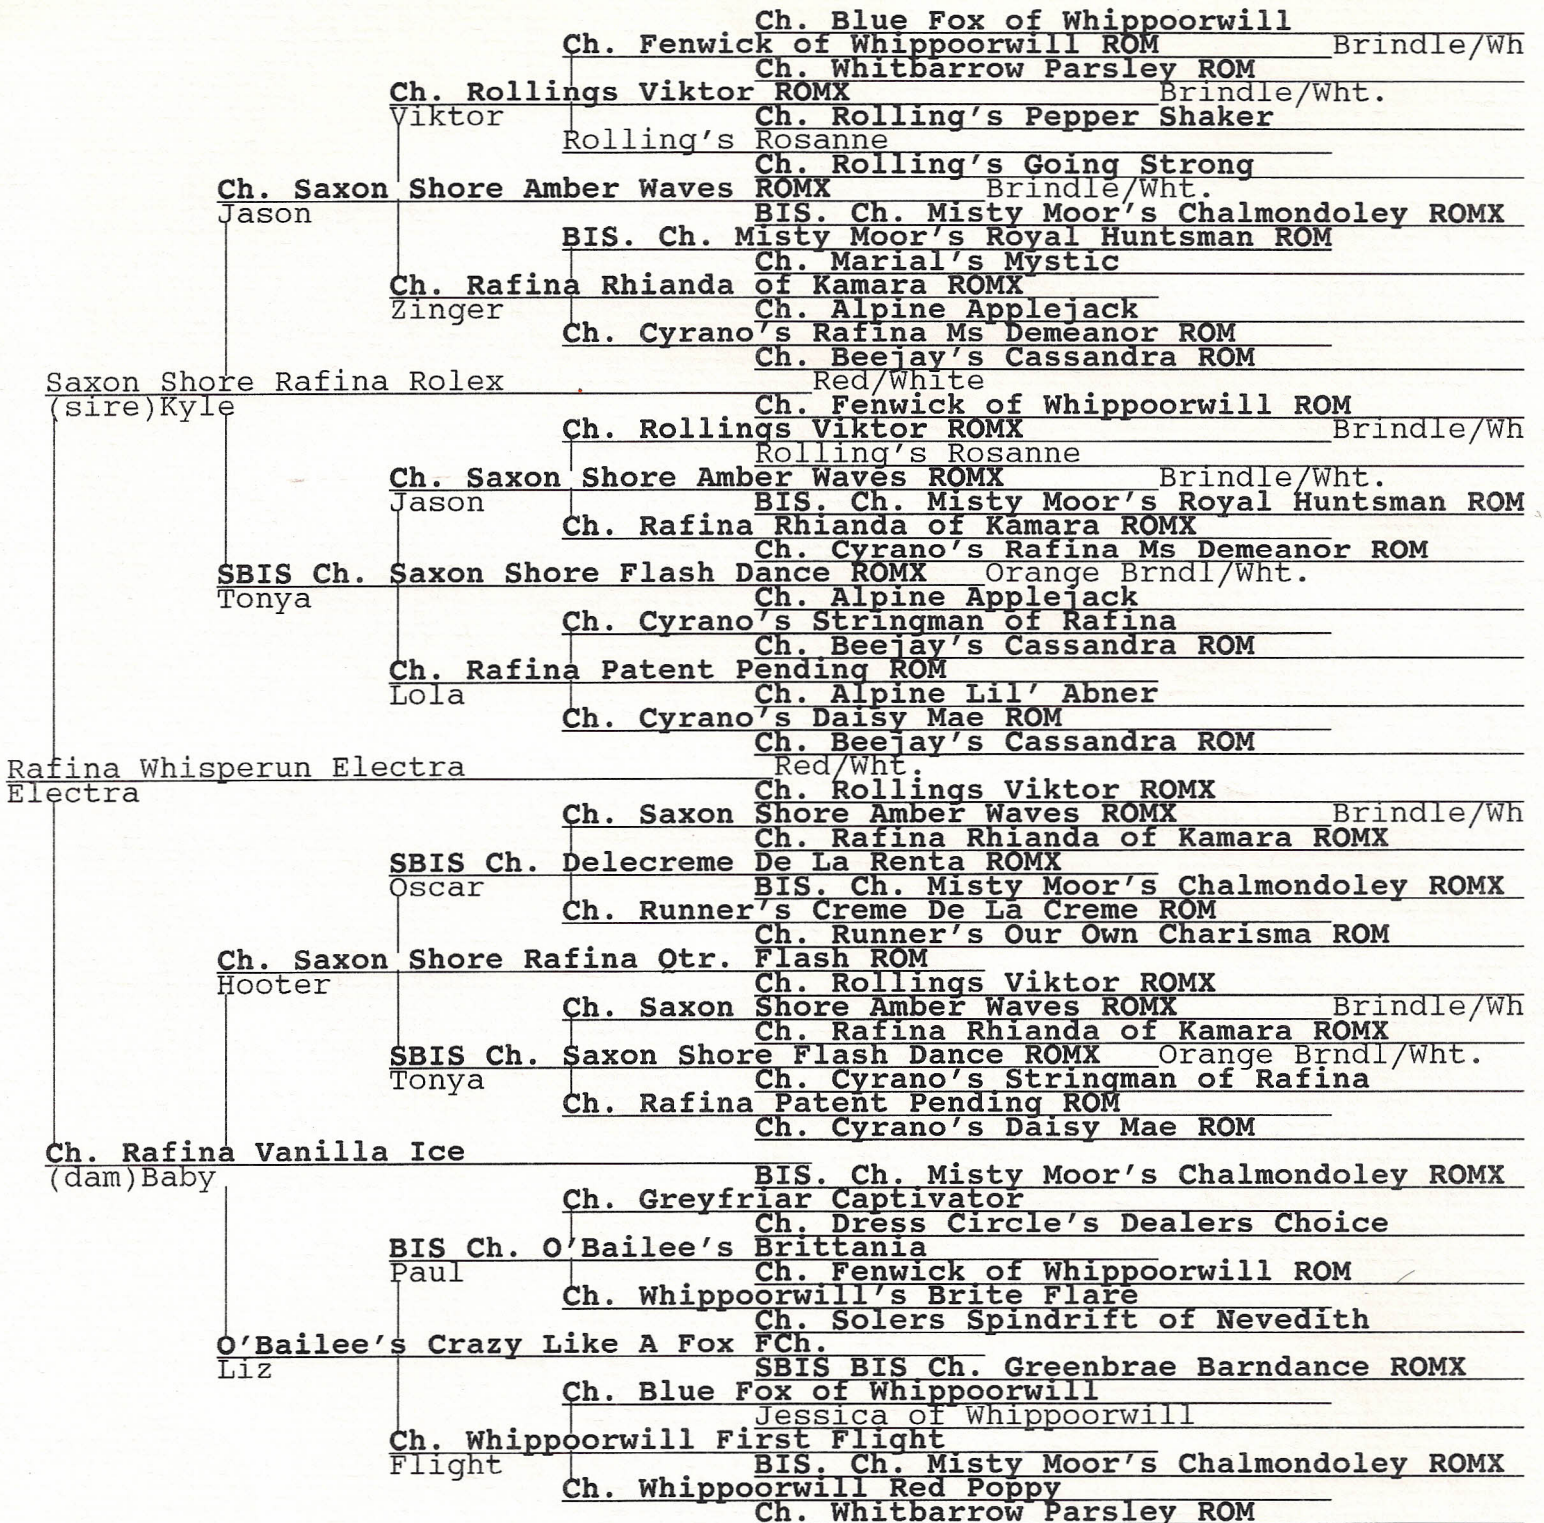 Ch. Blue Fox of Whippoorwill
Ch. Fenwick of Whippoorwill ROM Brindle/Wh
Ch. Whitbarrow Parsley ROM
Ch. Rollings Viktor ROMX Brindle/Wht.
Viktor Ch. Rolling's Pepper Shaker
Rolling's Rosanne
Ch. Rolling's Going Strong
Ch. Saxon Shore Amber Waves ROMX Brindle/Wht.
Jason BIS. Ch. Misty Moor's Chalmondoley ROMX
BIS. Ch. Misty Moor's Royal Huntsman ROM
Ch. Marial's Mystic
Ch. Rafina Rhianda of Kamara ROMX
Zinger Ch. Alpine Applejack
Ch. Cyrano's Rafina Ms Demeanor ROM
Ch. Beejay's Cassandra ROM
Saxon Shore Rafina Rolex Red/White
(sire)Kyle Ch. Fenwick of Whippoorwill ROM
Ch. Rollings Viktor ROMX Brindle/Wh
Rolling's Rosanne
Ch. Saxon Shore Amber Waves ROMX Brindle/Wht.
Jason BIS. Ch. Misty Moor's Royal Huntsman ROM
Ch. Rafina Rhianda of Kamara ROMX
Ch. Cyrano's Rafina Ms Demeanor ROM
SBIS Ch. Saxon Shore Flash Dance ROMX Orange Brndl/Wht.
Tonya Ch. Alpine Applejack
Ch. Cyrano's Stringman of Rafina
Ch. Beejay's Cassandra ROM
Ch. Rafina Patent Pending ROM
Lola Ch. Alpine Lil' Abner
Ch. Cyrano's Daisy Mae ROM
Ch. Beejay's Cassandra ROM
Rafina Whisperun Electra Red/Wht.
Electra Ch. Rollings Viktor ROMX
Ch. Saxon Shore Amber Waves ROMX Brindle/Wh
Ch. Rafina Rhianda of Kamara ROMX
SBIS Ch. Delecreme De La Renta ROMX
Oscar BIS. Ch. Misty Moor's Chalmondoley ROMX
Ch. Runner's Creme De La Creme ROM
Ch. Runner's Our Own Charisma ROM
Ch. Saxon Shore Rafina Qtr. Flash ROM
Hooter Ch. Rollings Viktor ROMX
Ch. Saxon Shore Amber Waves ROMX Brindle/Wh
Ch. Rafina Rhianda of Kamara ROMX
SBIS Ch. Saxon Shore Flash Dance ROMX Orange Brndl/Wht.
Tonya Ch. Cyrano's Stringman of Rafina
Ch. Rafina Patent Pending ROM
Ch. Cyrano's Daisy Mae ROM
Ch. Rafina Vanilla Ice
(dam)Baby BIS. Ch. Misty Moor's Chalmondoley ROMX
Ch. Greyfriar Captivator
Ch. Dress Circle's Dealers Choice
BIS Ch. O'Bailee's Brittania
Paul Ch. Fenwick of Whippoorwill ROM
Ch. Whippoorwill's Brite Flare
Ch. Solers Spindrift of Nevedith
O'Bailee's Crazy Like A Fox FCh.
Liz SBIS BIS Ch. Greenbrae Barndance ROMX
Ch. Blue Fox of Whippoorwill
Jessica of Whippoorwill
Ch. Whippoorwill First Flight
Flight BIS. Ch. Misty Moor's Chalmondoley ROMX
Ch. Whippoorwill Red Poppy
Ch. Whitbarrow Parsley ROM